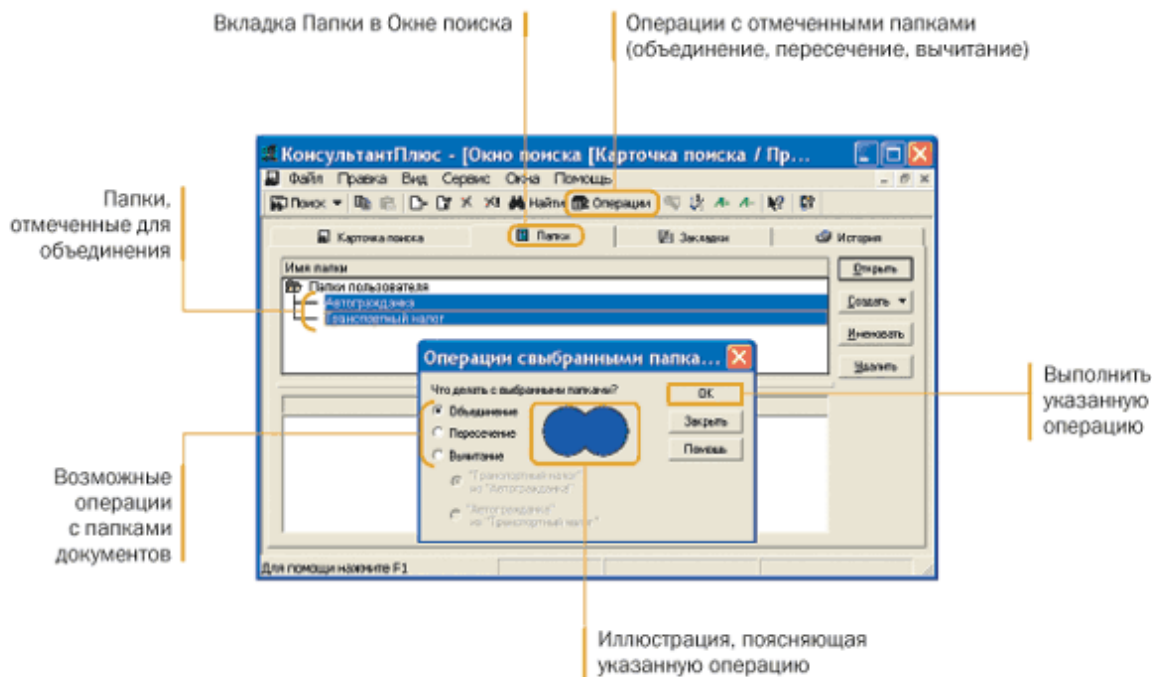 Вкладка Папки в Окне поиска
Операции с отмеченными папками
(объединение, пересечение, вычитание)
КонсультантПлюс - [Окно поиска [Карточка поиска / Пр...
Файл Правка Вид Сервис Окна Помощь
Поиск Найти Операции
Карточка поиска Папки Закладки История
Папки,
отмеченные для
объединения
Имя папки
Открыть
Папки пользователя
Автогражданка
Создать
Транспортный налог
Именовать
Удалить
Операции свыбранными папка...
Что делать с выбранными папками?
OK
Объединение
Закрыть
Пересечение
Помощь
Вычитание
"Транспортный налог"
из "Автогражданка"
"Автогражданка"
из "Транспортный налог"
Выполнить
указанную
операцию
Возможные
операции
с папками
документов
Для помощи нажмите F1
Иллюстрация, поясняющая
указанную операцию